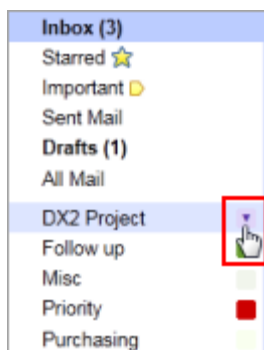 Inbox (3)
Starred
Important
Sent Mail
Drafts (1)
All Mail
DX2 Project
Follow up
Misc
Priority
Purchasing